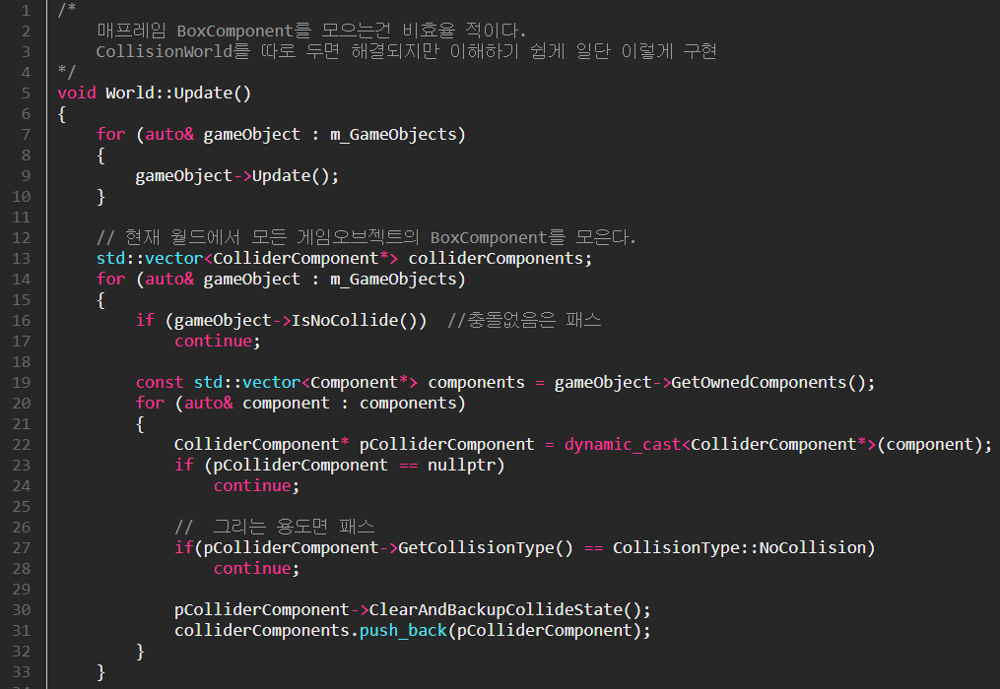 1 /*
2 매프레임 BoxComponent를 모으는건 비효율 적이다.
3 CollisionWorld를 따로 두면 해결되지만 이해하기 쉽게 일단 이렇게 구현
4 */
5 void World::Update()
6 {
7 for (auto& gameObject : m_GameObjects)
8 {
9 gameObject->Update();
10 }
11
12 // 현재 월드에서 모든 게임오브젝트의 BoxComponent를 모은다.
13 std::vector<ColliderComponent*> colliderComponents;
14 for (auto& gameObject : m_GameObjects)
15 {
16 if (gameObject->IsNoCollide()) //충돌없음은 패스
17 continue;
18
19 const std::vector<Component*> components = gameObject->GetOwnedComponents();
20 for (auto& component : components)
21 {
22 ColliderComponent* pColliderComponent = dynamic_cast<ColliderComponent*>(component);
23 if (pColliderComponent == nullptr)
24 continue;
25
26 // 그리는 용도면 패스
27 if(pColliderComponent->GetCollisionType() == CollisionType::NoCollision)
28 continue;
29
30 pColliderComponent->ClearAndBackupCollideState();
31 colliderComponents.push_back(pColliderComponent);
32 }
33 }